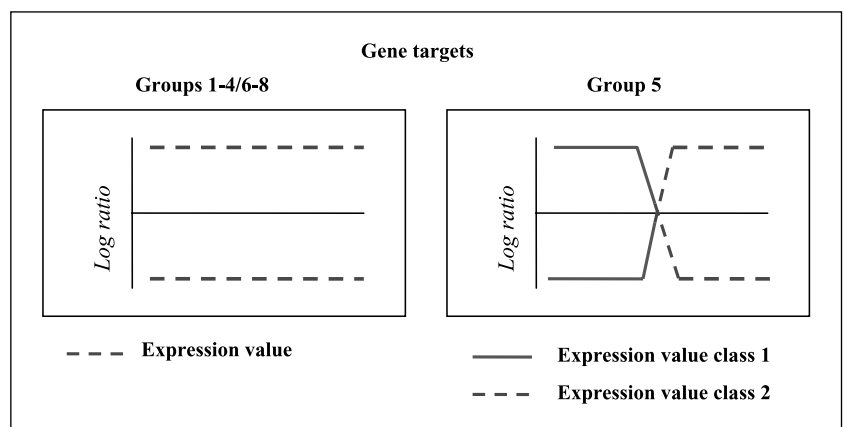 Gene targets
Groups 1-4/6-8
Group 5
Log ratio
Log ratio
Expression value
Expression value class 1
Expression value class 2